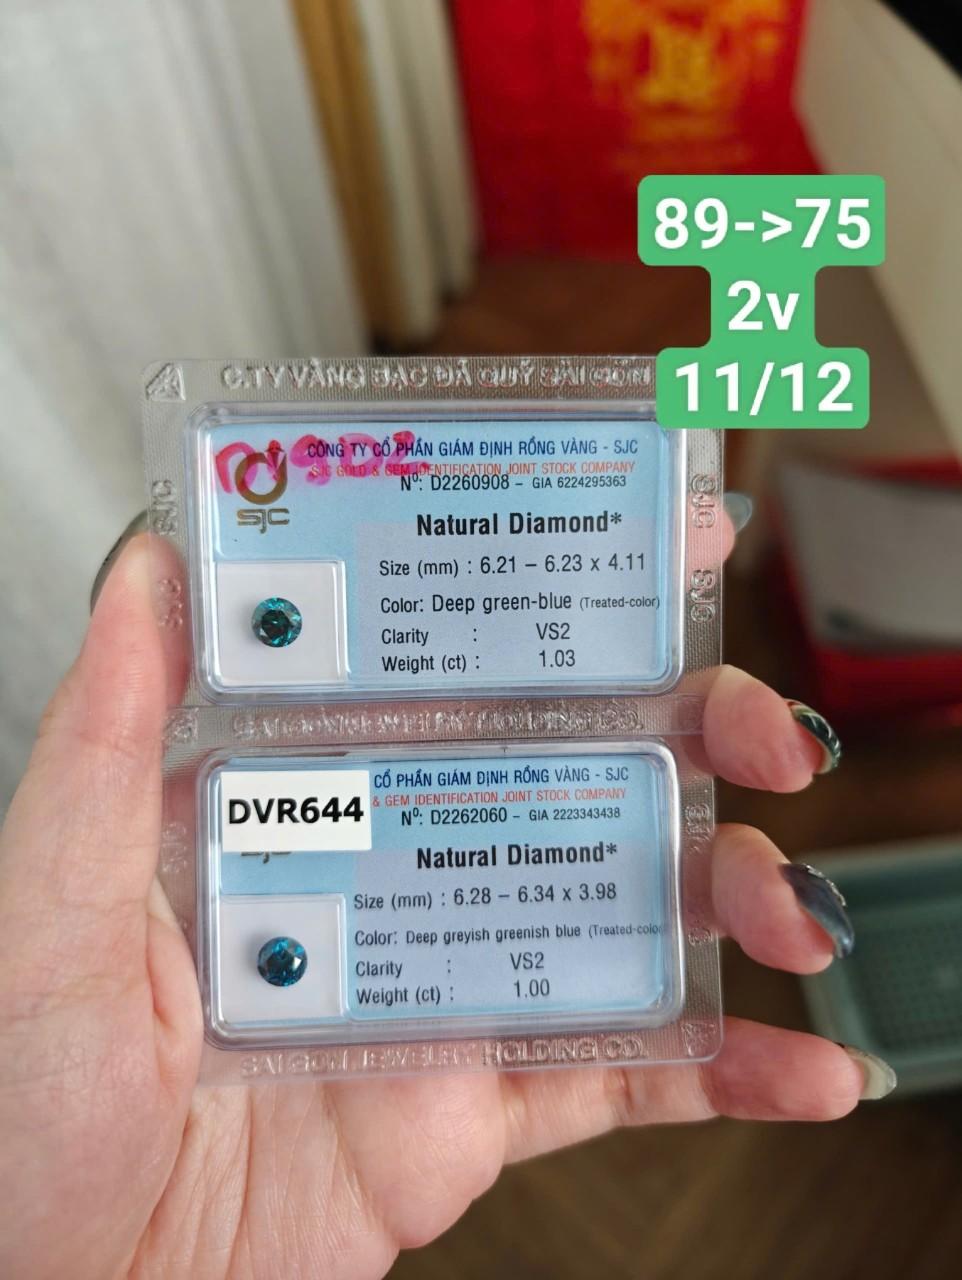 89->75
2v
11/12
C.TY VÀNG BẠC ĐÁ QUÝ SÀI GÒN
CÔNG TY CỔ PHẦN GIÁM ĐỊNH RỒNG VÀNG - SJC
SJC GOLD & GEM IDENTIFICATION JOINT STOCK COMPANY
Nº: D2260908 - GIA 6224295363
SJC
Natural Diamond*
Size (mm) : 6.21 – 6.23 x 4.11
Color: Deep green-blue (Treated-color)
Clarity : VS2
Weight (ct) : 1.03
SJC
SJC
SJC
SAIGON JEWELRY HOLDING CO.
DVR644
CỔ PHẦN GIÁM ĐỊNH RỒNG VÀNG - SJC
& GEM IDENTIFICATION JOINT STOCK COMPANY
Nº: D2262060 - GIA 2223343438
Natural Diamond*
Size (mm) : 6.28 – 6.34 x 3.98
Color: Deep greyish greenish blue (Treated-color
Clarity : VS2
Weight (ct) : 1.00
SAIGON JEWELRY HOLDING CO.